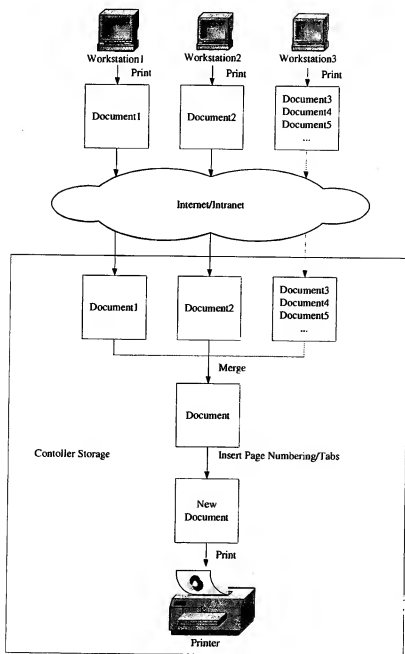 Workstation1 Workstation2 Workstation3
Print Print Print
Document1 Document2 Document3
Document4
Document5
...
Internet/Intranet
Document1 Document2 Document3
Document4
Document5
...
Merge
Document
Contoller Storage Insert Page Numbering/Tabs
New
Document
Print
Printer